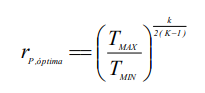 r_{P,óptima} == (T_{MAX} / T_{MIN})^{k / 2(K-1)}